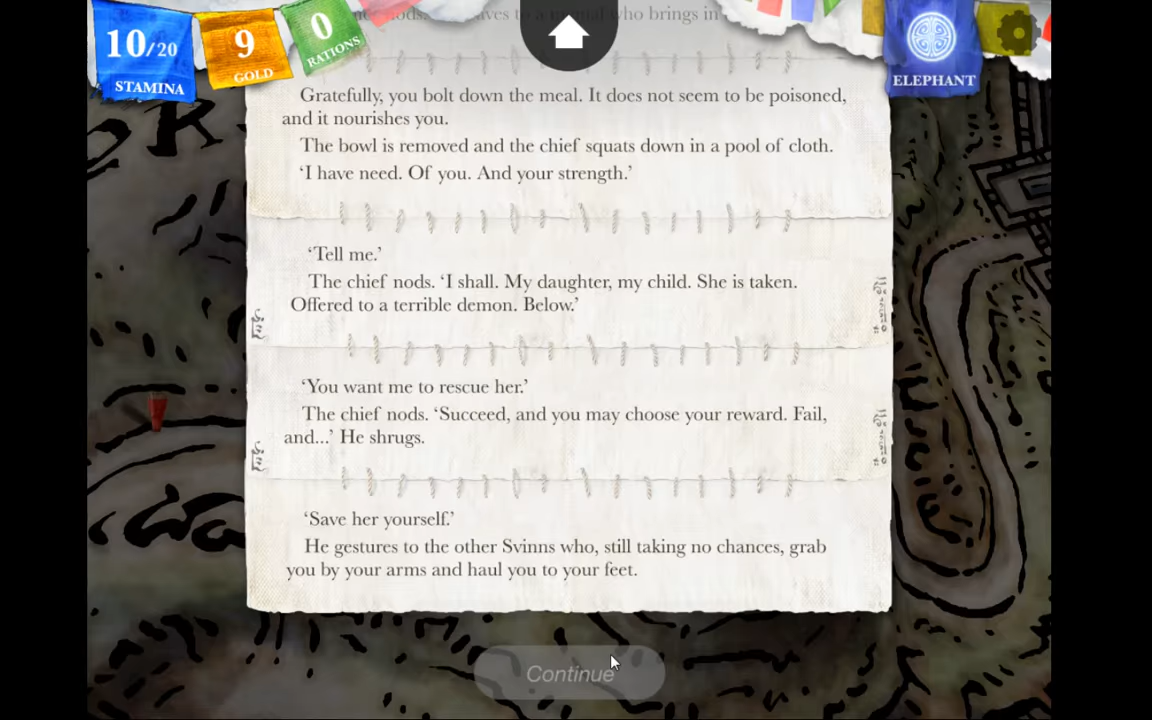 10/20
STAMINA
9
GOLD
0
RATIONS
ELEPHANT
who brings in
Gratefully, you bolt down the meal. It does not seem to be poisoned,
and it nourishes you.
The bowl is removed and the chief squats down in a pool of cloth.
‘I have need. Of you. And your strength.’
‘Tell me.’
The chief nods. ‘I shall. My daughter, my child. She is taken.
Offered to a terrible demon. Below.’
‘You want me to rescue her.’
The chief nods. ‘Succeed, and you may choose your reward. Fail,
and...’ He shrugs.
‘Save her yourself.’
He gestures to the other Svinns who, still taking no chances, grab
you by your arms and haul you to your feet.
Continue